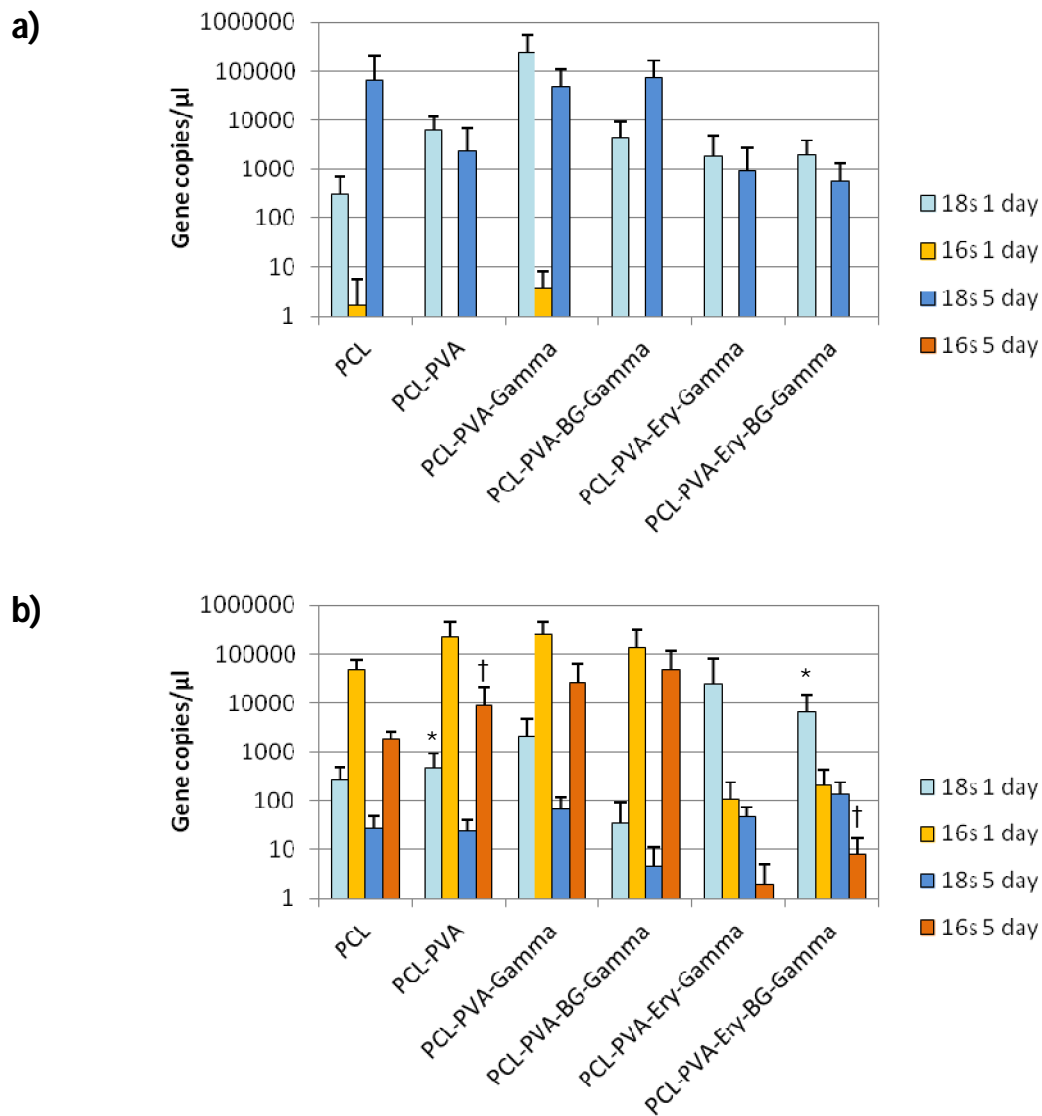 a)
Gene copies/µl
1000000
100000
10000
1000
100
10
1
PCL
PCL-PVA
PCL-PVA-Gamma
PCL-PVA-BG-Gamma
PCL-PVA-Ery-Gamma
PCL-PVA-Ery-BG-Gamma
18s 1 day
16s 1 day
18s 5 day
16s 5 day
b)
Gene copies/µl
1000000
100000
10000
1000
100
10
1
*
†
*
†
PCL
PCL-PVA
PCL-PVA-Gamma
PCL-PVA-BG-Gamma
PCL-PVA-Ery-Gamma
PCL-PVA-Ery-BG-Gamma
18s 1 day
16s 1 day
18s 5 day
16s 5 day